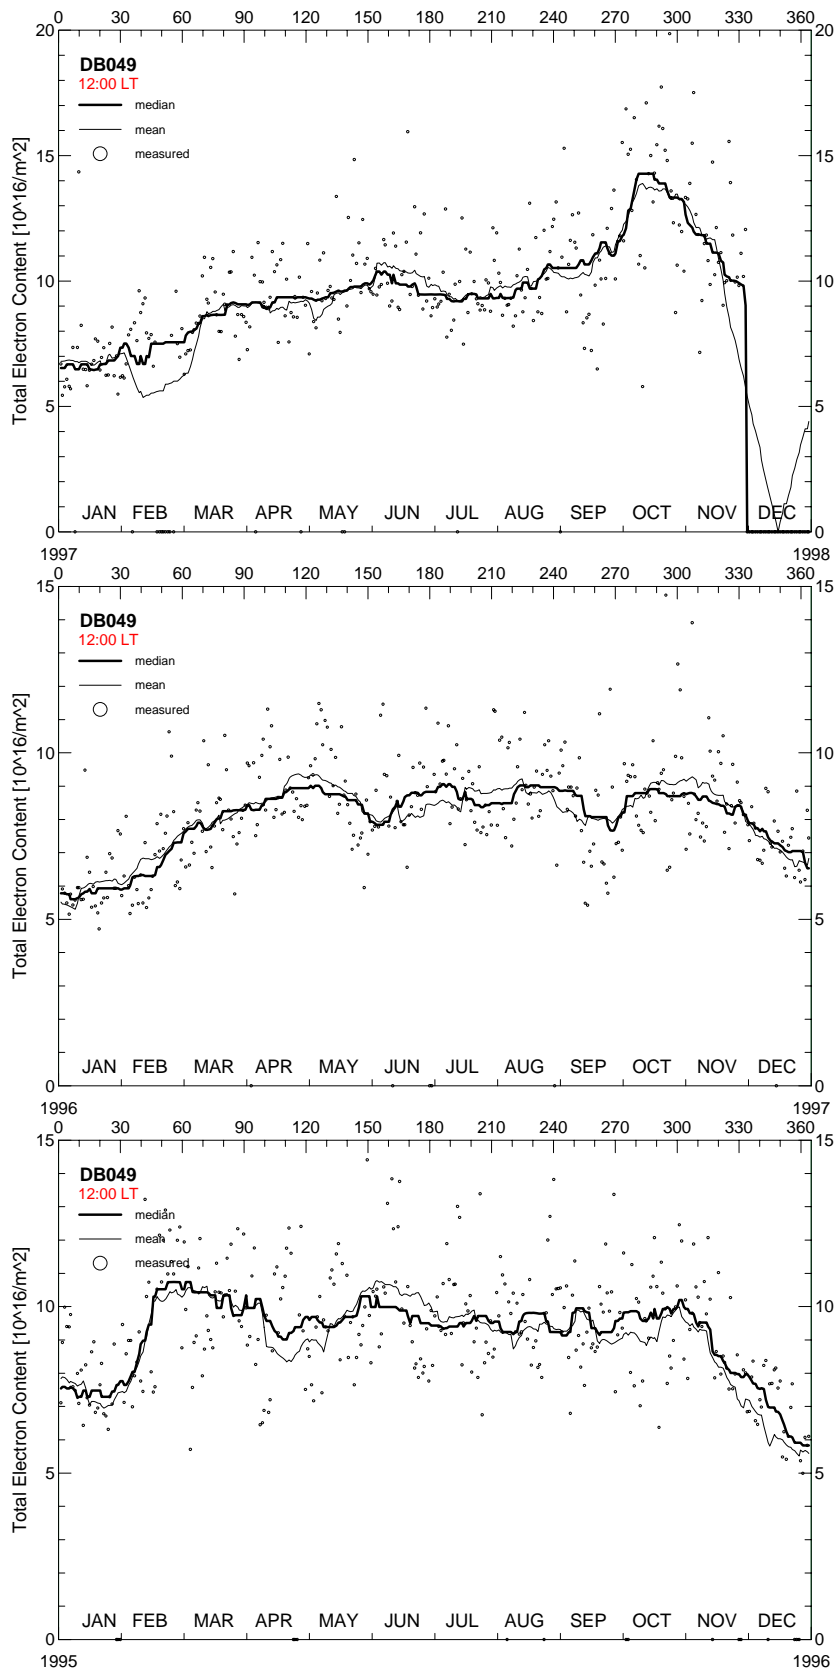 0 30 60 90 120 150 180 210 240 270 300 330 360
20 20
DB049
12:00 LT
median
mean
measured
15 15
10 10
5 5
Total Electron Content [10^16/m^2]
JAN FEB MAR APR MAY JUN JUL AUG SEP OCT NOV DEC
0 0
1997 1998
0 30 60 90 120 150 180 210 240 270 300 330 360
15 15
DB049
12:00 LT
median
mean
measured
10 10
5 5
Total Electron Content [10^16/m^2]
JAN FEB MAR APR MAY JUN JUL AUG SEP OCT NOV DEC
0 0
1996 1997
0 30 60 90 120 150 180 210 240 270 300 330 360
15 15
DB049
12:00 LT
median
mean
measured
10 10
5 5
Total Electron Content [10^16/m^2]
JAN FEB MAR APR MAY JUN JUL AUG SEP OCT NOV DEC
0 0
1995 1996